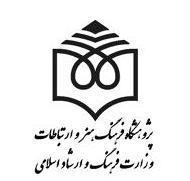 پژوهشگاه فرهنگ، هنر و ارتباطات
وزارت فرهنگ و ارشاد اسلامی